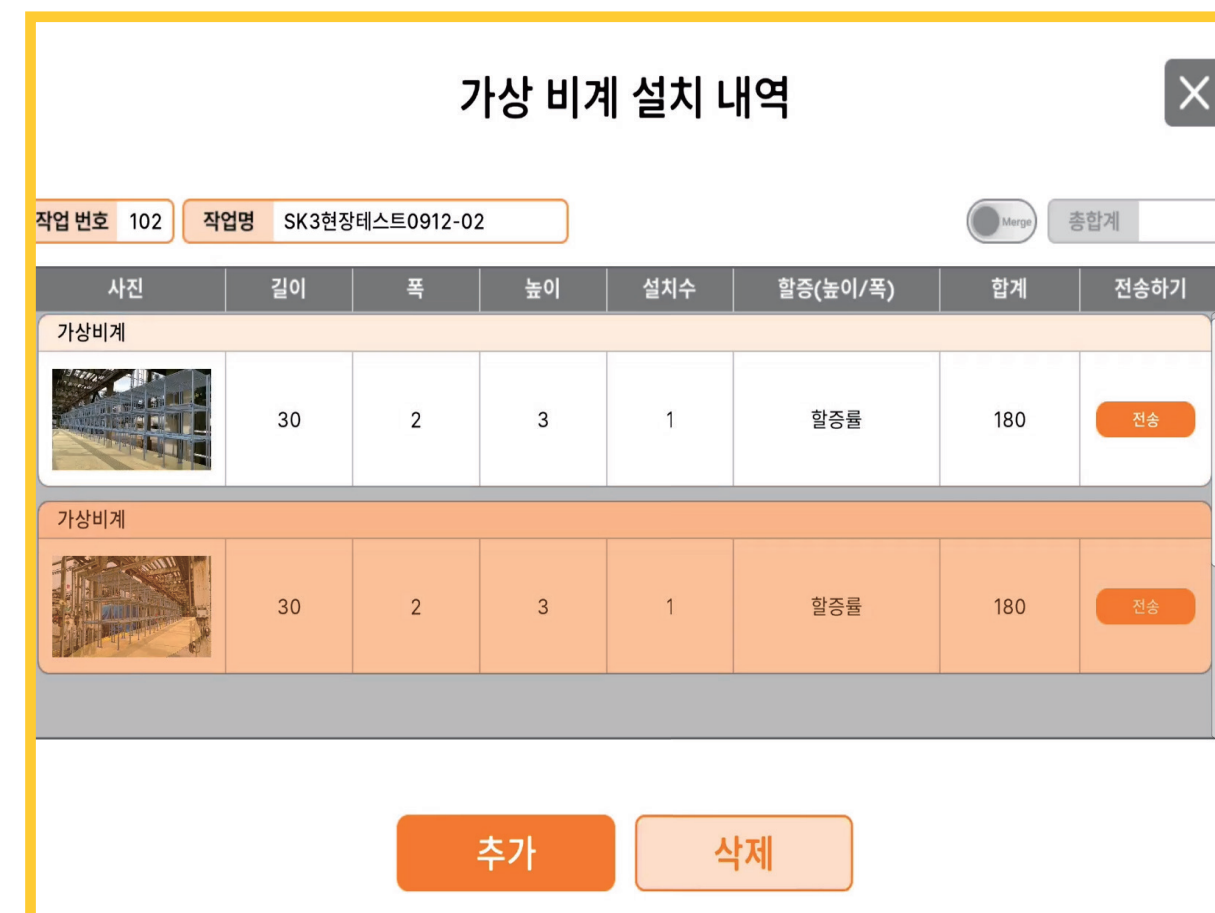 가상 비계 설치 내역
작업 번호 102 작업명 SK3현장테스트0912-02 Merge 총합계
사진 길이 폭 높이 설치수 할증(높이/폭) 합계 전송하기
가상비계
30 2 3 1 할증률 180 전송
가상비계
30 2 3 1 할증률 180 전송
추가 삭제